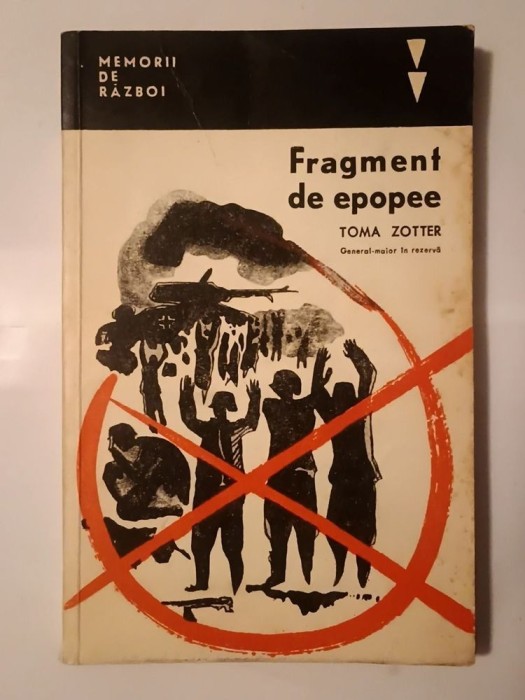 MEMORII
DE
RĂZBOI
Fragment
de epopee
TOMA ZOTTER
General-maior în rezervă